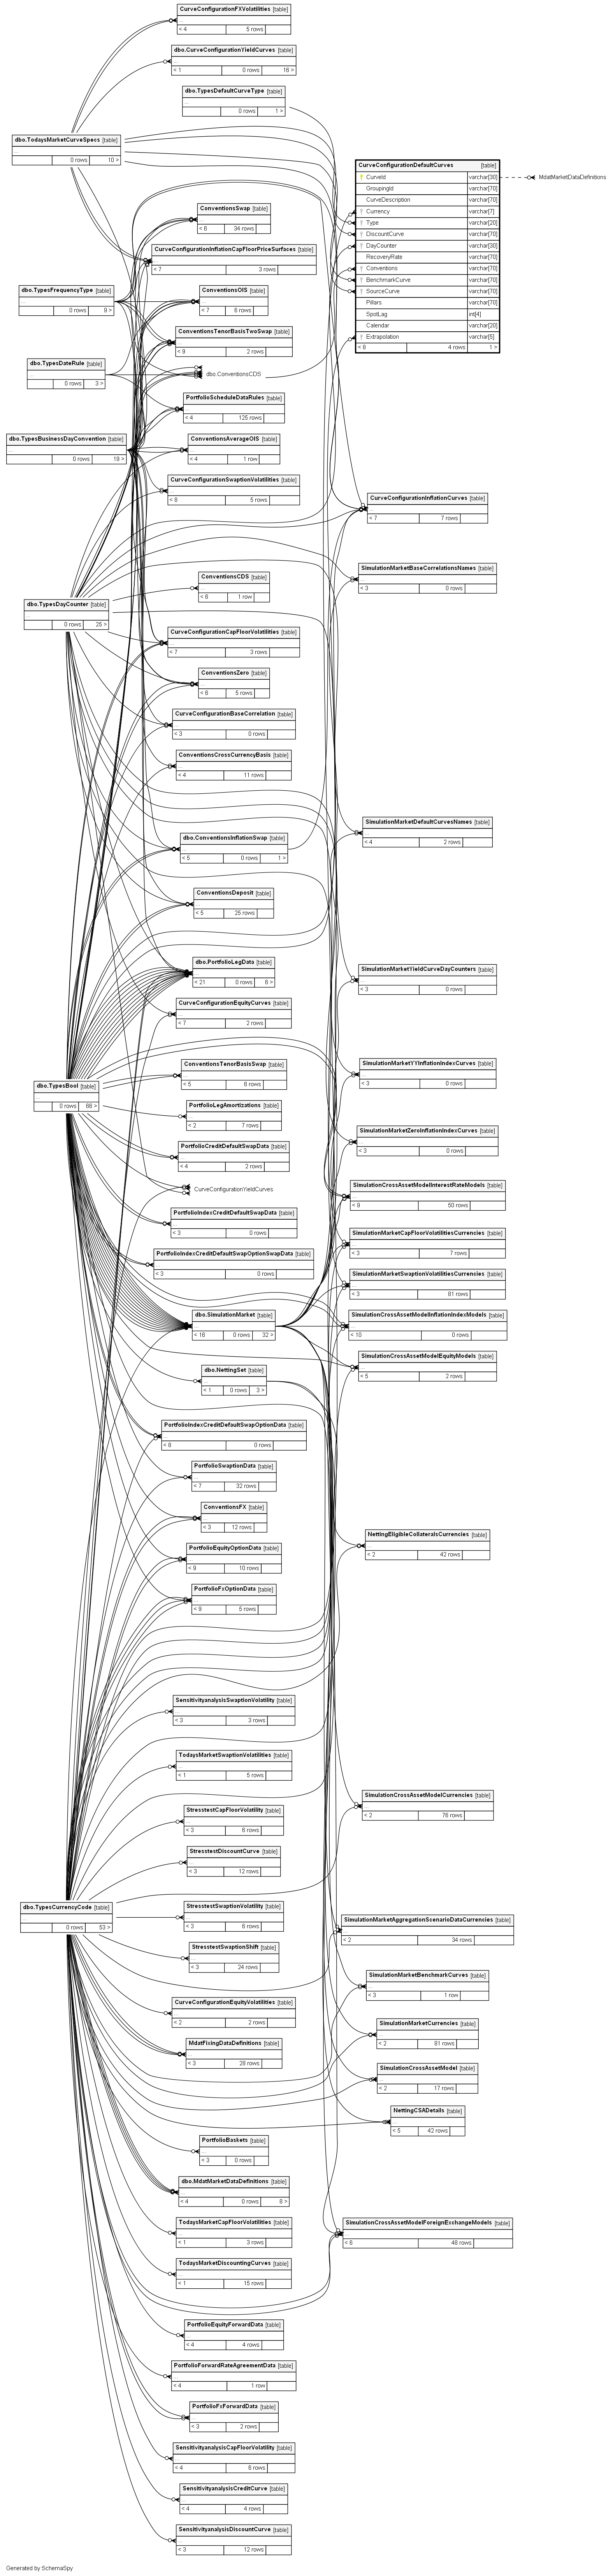 CurveConfigurationFXVolatilities [table]
...
< 4 5 rows
dbo.CurveConfigurationYieldCurves [table]
...
< 1 0 rows 16 >
dbo.TypesDefaultCurveType [table]
...
0 rows 1 >
dbo.TodaysMarketCurveSpecs [table]
...
0 rows 10 >
CurveConfigurationDefaultCurves [table]
CurveId varchar[30]
GroupingId varchar[70]
CurveDescription varchar[70]
Currency varchar[7]
Type varchar[20]
DiscountCurve varchar[70]
DayCounter varchar[30]
RecoveryRate varchar[70]
Conventions varchar[70]
BenchmarkCurve varchar[70]
SourceCurve varchar[70]
Pillars varchar[70]
SpotLag int[4]
Calendar varchar[20]
Extrapolation varchar[5]
< 8 4 rows 1 >
MdatMarketDataDefinitions
ConventionsSwap [table]
...
< 6 34 rows
CurveConfigurationInflationCapFloorPriceSurfaces [table]
...
< 7 3 rows
dbo.TypesFrequencyType [table]
...
0 rows 9 >
ConventionsOIS [table]
...
< 7 6 rows
ConventionsTenorBasisTwoSwap [table]
...
< 9 2 rows
dbo.TypesDateRule [table]
...
0 rows 3 >
dbo.ConventionsCDS
PortfolioScheduleDataRules [table]
...
< 4 125 rows
dbo.TypesBusinessDayConvention [table]
...
0 rows 19 >
ConventionsAverageOIS [table]
...
< 4 1 row
CurveConfigurationSwaptionVolatilities [table]
...
< 8 5 rows
CurveConfigurationInflationCurves [table]
...
< 7 7 rows
SimulationMarketBaseCorrelationsNames [table]
...
< 3 0 rows
ConventionsCDS [table]
...
< 6 1 row
dbo.TypesDayCounter [table]
...
0 rows 25 >
CurveConfigurationCapFloorVolatilities [table]
...
< 7 3 rows
ConventionsZero [table]
...
< 6 5 rows
CurveConfigurationBaseCorrelation [table]
...
< 3 0 rows
ConventionsCrossCurrencyBasis [table]
...
< 4 11 rows
SimulationMarketDefaultCurvesNames [table]
...
< 4 2 rows
dbo.ConventionsInflationSwap [table]
...
< 5 0 rows 1 >
ConventionsDeposit [table]
...
< 5 25 rows
dbo.PortfolioLegData [table]
...
< 21 0 rows 6 >
SimulationMarketYieldCurveDayCounters [table]
...
< 3 0 rows
CurveConfigurationEquityCurves [table]
...
< 7 2 rows
ConventionsTenorBasisSwap [table]
...
< 5 6 rows
SimulationMarketYYInflationIndexCurves [table]
...
< 3 0 rows
dbo.TypesBool [table]
...
0 rows 86 >
PortfolioLegAmortizations [table]
...
< 2 7 rows
SimulationMarketZeroInflationIndexCurves [table]
...
< 3 0 rows
PortfolioCreditDefaultSwapData [table]
...
< 4 2 rows
CurveConfigurationYieldCurves
SimulationCrossAssetModelInterestRateModels [table]
...
< 9 50 rows
PortfolioIndexCreditDefaultSwapData [table]
...
< 3 0 rows
SimulationMarketCapFloorVolatilitiesCurrencies [table]
...
< 3 7 rows
PortfolioIndexCreditDefaultSwapOptionSwapData [table]
...
< 3 0 rows
SimulationMarketSwaptionVolatilitiesCurrencies [table]
...
< 3 81 rows
dbo.SimulationMarket [table]
...
< 16 0 rows 32 >
SimulationCrossAssetModelInflationIndexModels [table]
...
< 10 0 rows
SimulationCrossAssetModelEquityModels [table]
...
< 5 2 rows
dbo.NettingSet [table]
...
< 1 0 rows 3 >
PortfolioIndexCreditDefaultSwapOptionData [table]
...
< 8 0 rows
PortfolioSwaptionData [table]
...
< 7 32 rows
ConventionsFX [table]
...
< 3 12 rows
NettingEligibleCollateralsCurrencies [table]
...
< 2 42 rows
PortfolioEquityOptionData [table]
...
< 9 10 rows
PortfolioFxOptionData [table]
...
< 9 5 rows
SensitivityanalysisSwaptionVolatility [table]
...
< 3 3 rows
TodaysMarketSwaptionVolatilities [table]
...
< 1 5 rows
SimulationCrossAssetModelCurrencies [table]
...
< 2 76 rows
StresstestCapFloorVolatility [table]
...
< 3 6 rows
StresstestDiscountCurve [table]
...
< 3 12 rows
dbo.TypesCurrencyCode [table]
...
0 rows 53 >
StresstestSwaptionVolatility [table]
...
< 3 6 rows
SimulationMarketAggregationScenarioDataCurrencies [table]
...
< 2 34 rows
StresstestSwaptionShift [table]
...
< 3 24 rows
SimulationMarketBenchmarkCurves [table]
...
< 3 1 row
CurveConfigurationEquityVolatilities [table]
...
< 2 2 rows
SimulationMarketCurrencies [table]
...
< 2 81 rows
MdatFixingDataDefinitions [table]
...
< 3 28 rows
SimulationCrossAssetModel [table]
...
< 2 17 rows
NettingCSADetails [table]
...
< 5 42 rows
PortfolioBaskets [table]
...
< 3 0 rows
dbo.MdatMarketDataDefinitions [table]
...
< 4 0 rows 8 >
TodaysMarketCapFloorVolatilities [table]
...
< 1 3 rows
SimulationCrossAssetModelForeignExchangeModels [table]
...
< 6 48 rows
TodaysMarketDiscountingCurves [table]
...
< 1 15 rows
PortfolioEquityForwardData [table]
...
< 4 4 rows
PortfolioForwardRateAgreementData [table]
...
< 4 1 row
PortfolioFxForwardData [table]
...
< 3 2 rows
SensitivityanalysisCapFloorVolatility [table]
...
< 4 6 rows
SensitivityanalysisCreditCurve [table]
...
< 4 4 rows
SensitivityanalysisDiscountCurve [table]
...
< 3 12 rows
Generated by SchemaSpy